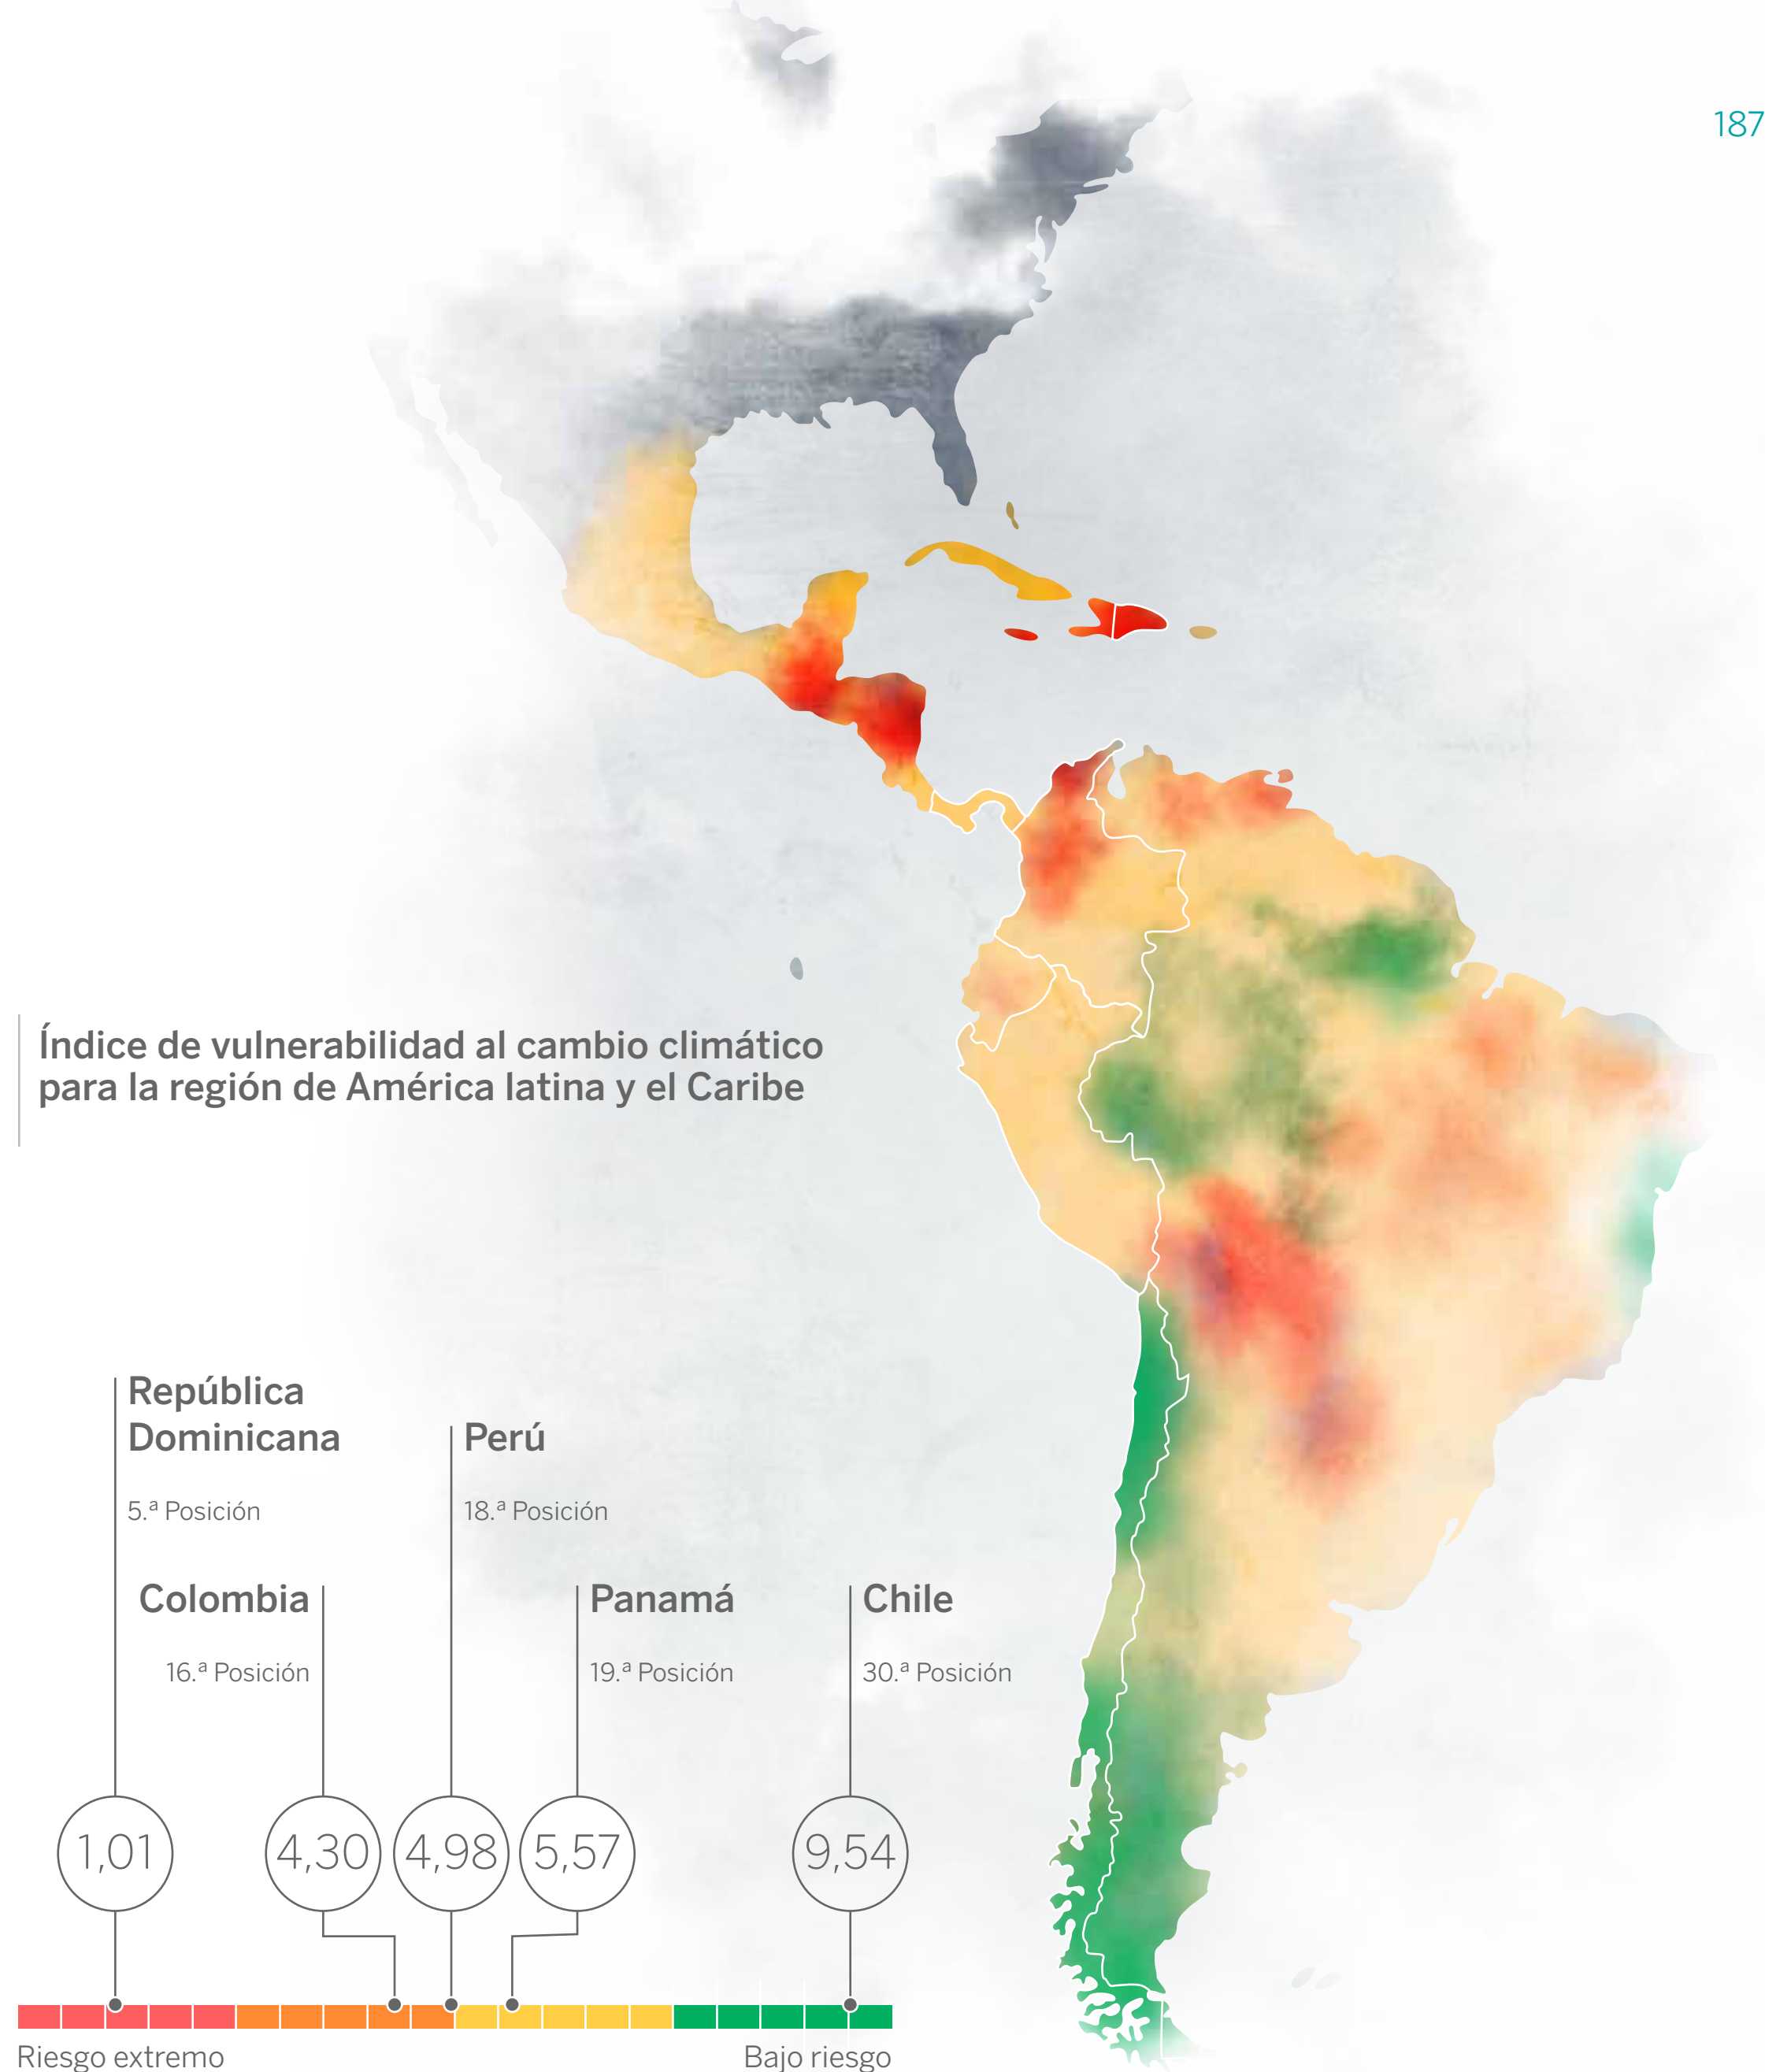 187
Índice de vulnerabilidad al cambio climático
para la región de América latina y el Caribe
República
Dominicana
5.ª Posición
Perú
18.ª Posición
Colombia
16.ª Posición
Panamá
19.ª Posición
Chile
30.ª Posición
1,01
4,30
4,98
5,57
9,54
Riesgo extremo
Bajo riesgo